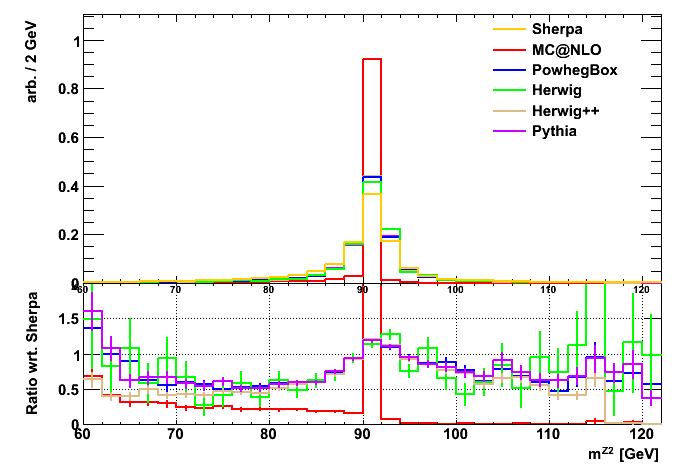 arb. / 2 GeV
1
0.8
0.6
0.4
0.2
0
Sherpa
MC@NLO
PowhegBox
Herwig
Herwig++
Pythia
60 70 80 90 100 110 120
Ratio wrt. Sherpa
1.5
1
0.5
0
60 70 80 90 100 110 120
m^Z2 [GeV]